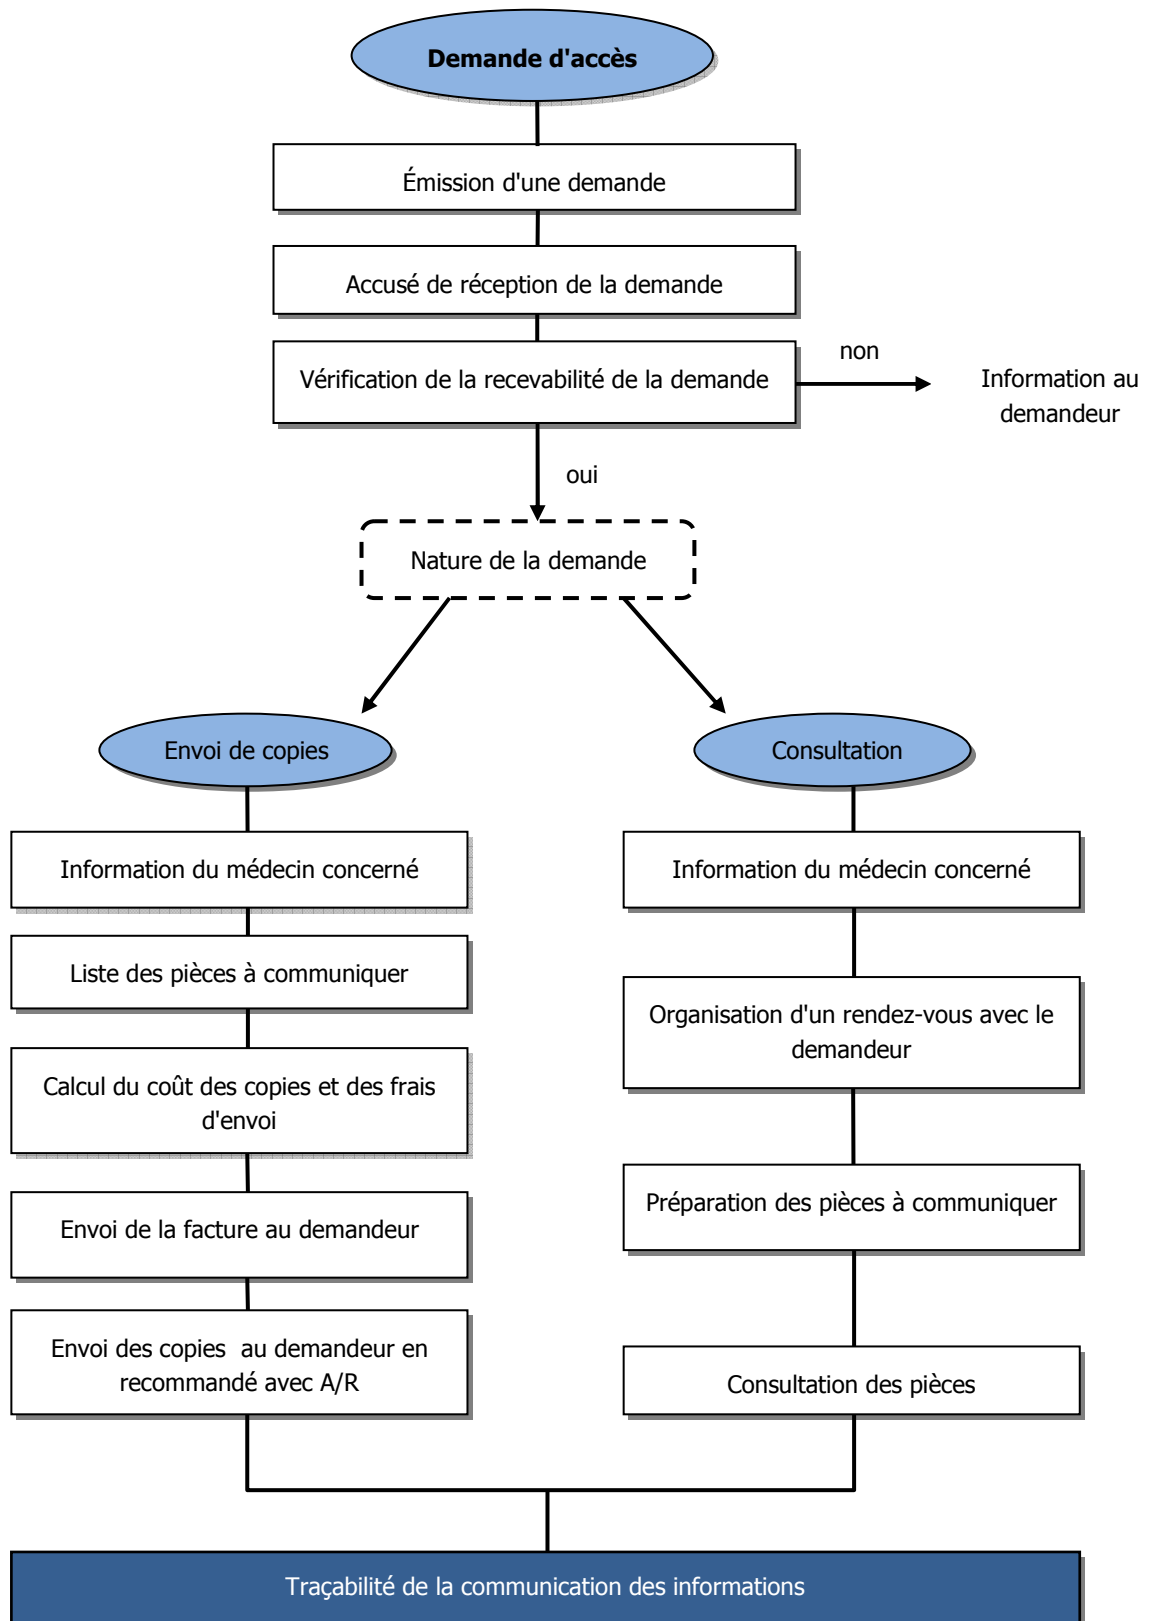 Demande d'accès
Émission d'une demande
Accusé de réception de la demande
Vérification de la recevabilité de la demande
non
Information au
demandeur
oui
Nature de la demande
Envoi de copies
Information du médecin concerné
Liste des pièces à communiquer
Calcul du coût des copies et des frais
d'envoi
Envoi de la facture au demandeur
Envoi des copies  au demandeur en
recommandé avec A/R
Consultation
Information du médecin concerné
Organisation d'un rendez-vous avec le
demandeur
Préparation des pièces à communiquer
Consultation des pièces
Traçabilité de la communication des informations